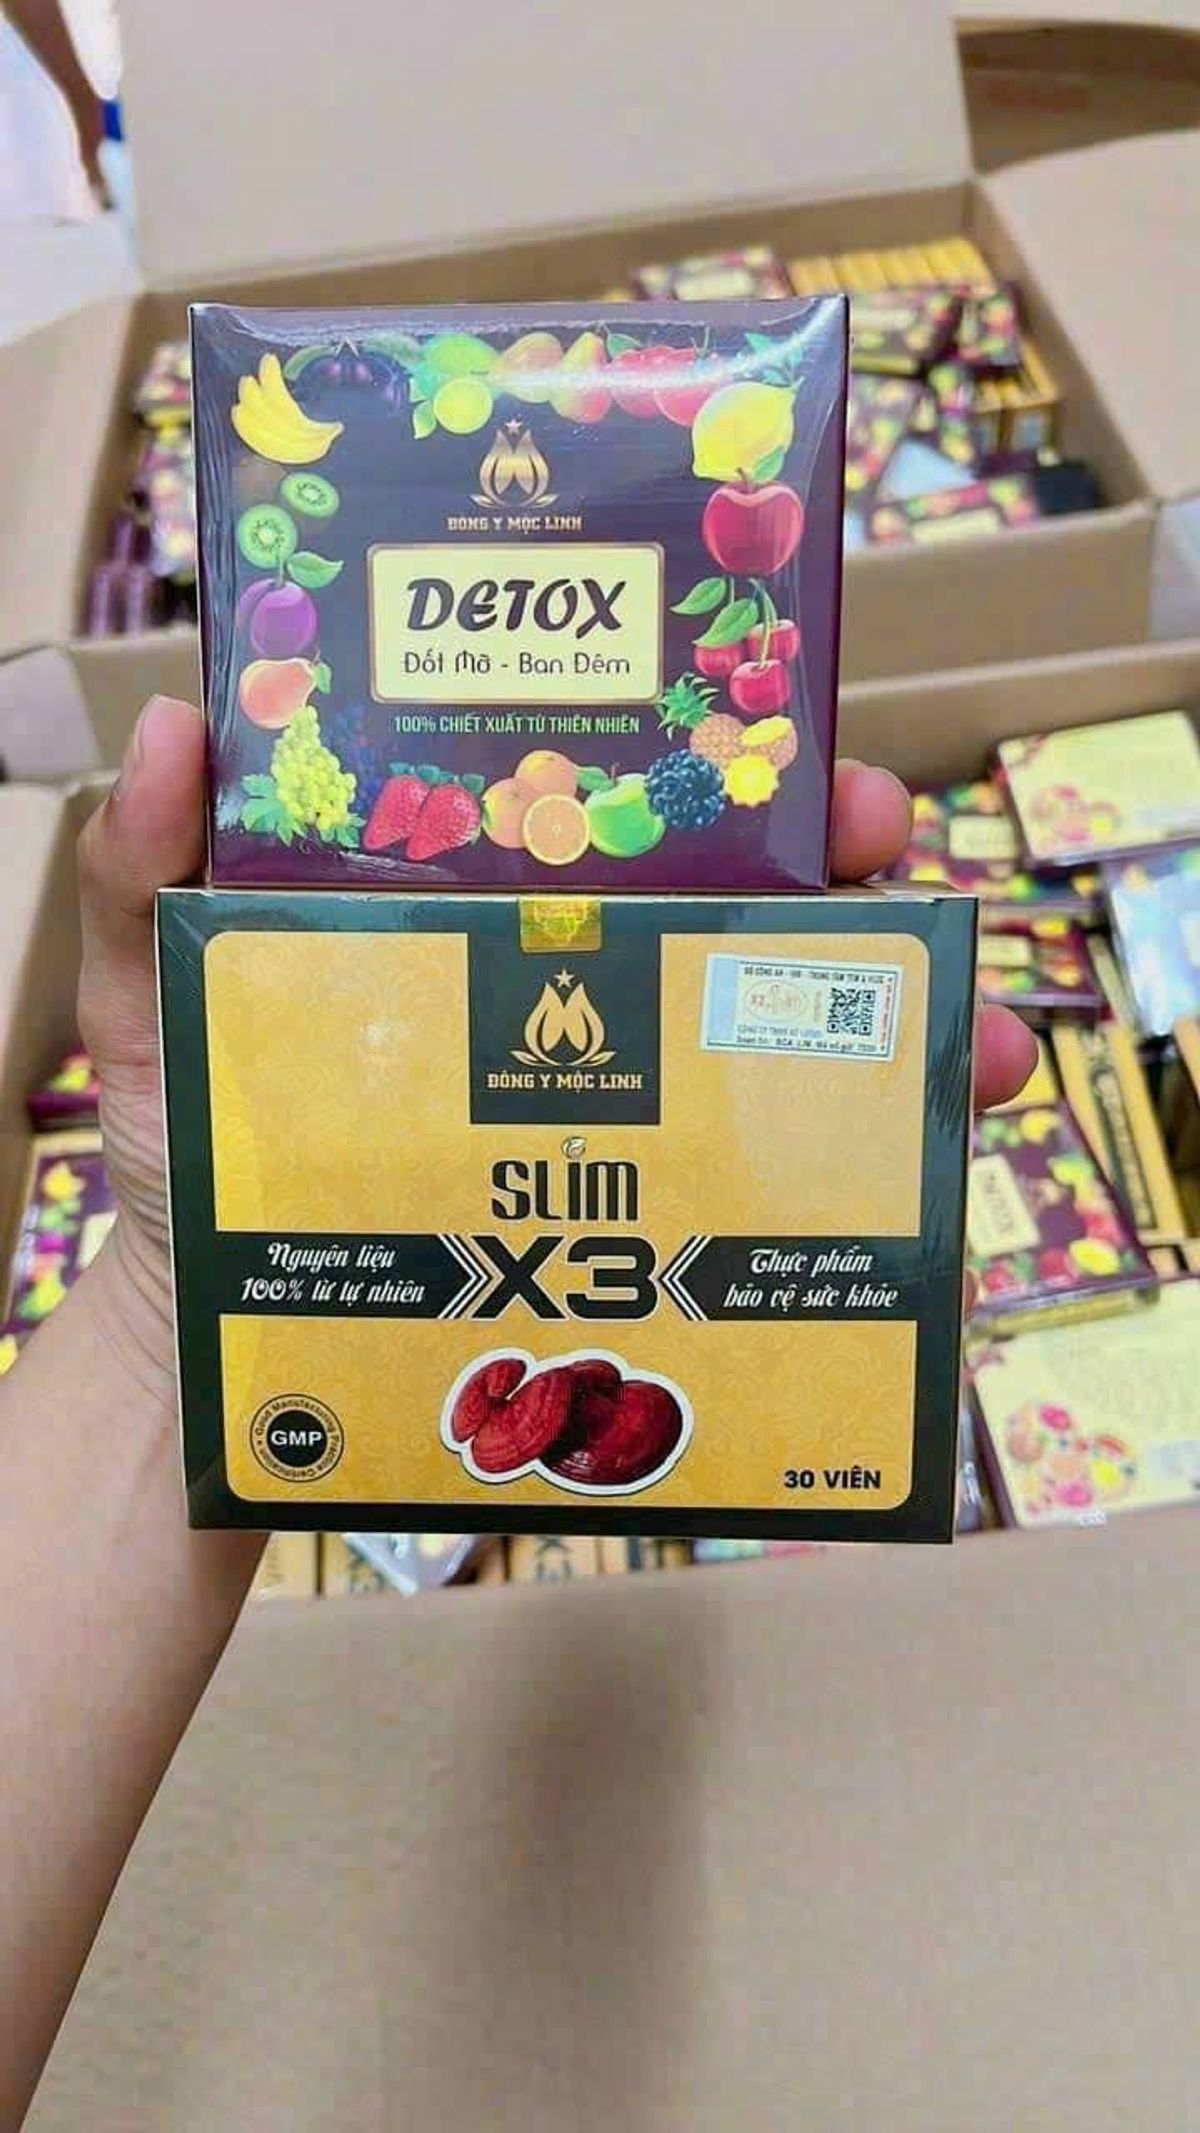 ĐÔNG Y MỘC LINH
DETOX
Đốt Mỡ - Ban Đêm
100% CHIẾT XUẤT TỪ THIÊN NHIÊN
ĐÔNG Y MỘC LINH
SLIM
X3
Nguyên liệu
100% từ tự nhiên
Thực phẩm
bảo vệ sức khỏe
GMP
30 VIÊN
DETOX